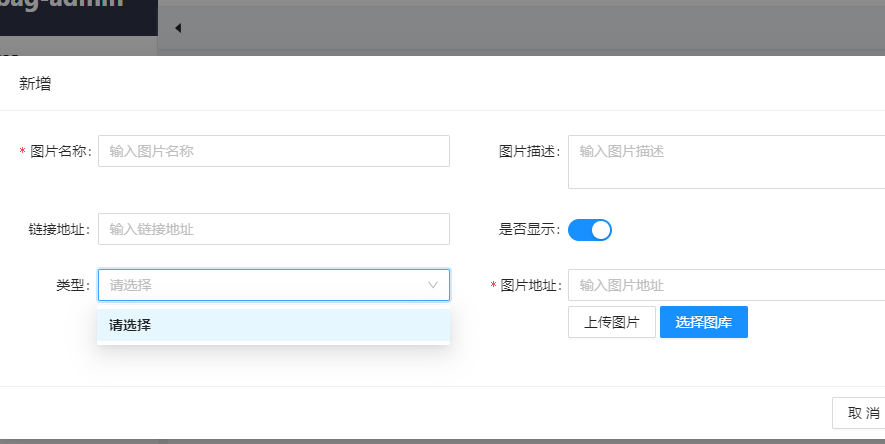 bag-admin
新增
* 图片名称:
输入图片名称
图片描述:
输入图片描述
链接地址:
输入链接地址
是否显示:
类型:
请选择
* 图片地址:
输入图片地址
请选择
上传图片
选择图库
取 消